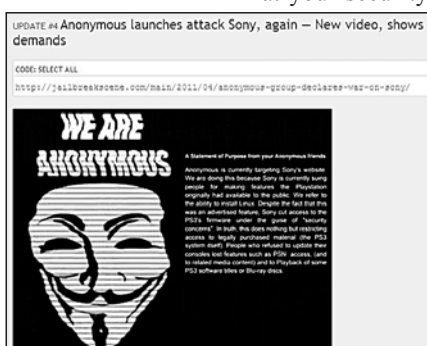 UPDATE #4 Anonymous launches attack Sony, again — New video, shows
demands
CODE: SELECT ALL
http://jailbreakscene.com/main/2011/04/anonymous-group-declares-war-on-sony/
WE ARE
ANONYMOUS
A Statement of Purpose from your Anonymous friends
Anonymous is currently targeting Sony's website.
We are doing this because Sony is currently suing
people for making features the Playstation
originally had available to the public. We refer to
the ability to install Linux. Despite the fact that this
was an advertised feature, Sony cut access to the
PS3's firmware under the guise of "security
concerns". In truth, this does nothing but restricting
access to legally purchased material (the PS3
system itself). People who refused to update their
consoles lost features such as PSN access, (and
to related media content) and to Playback of some
PS3 software titles or Blu-ray discs.